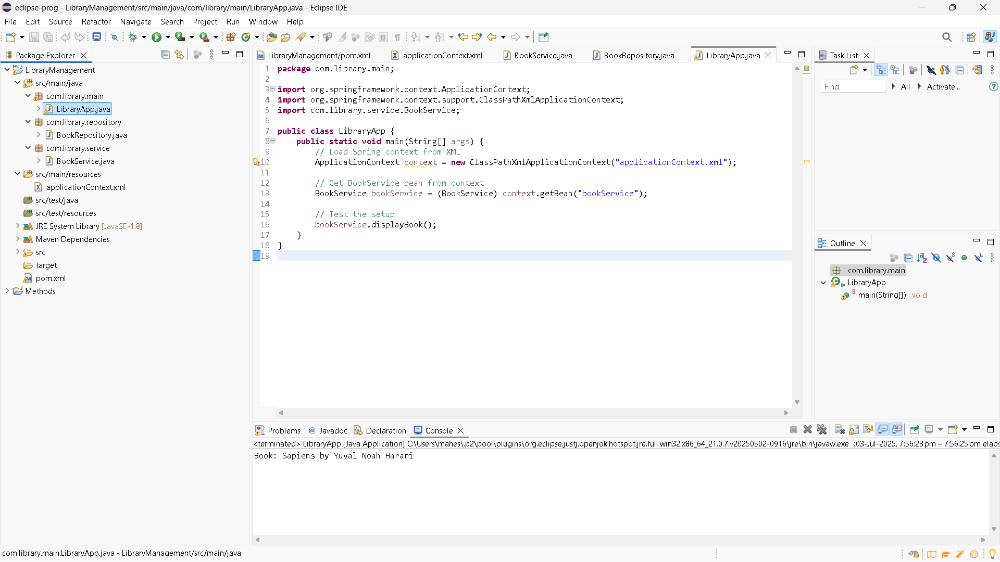 eclipse-prog - LibraryManagement/src/main/java/com/library/main/LibraryApp.java - Eclipse IDE
File Edit Source Refactor Navigate Search Project Run Window Help
Package Explorer
LibraryManagement
src/main/java
com.library.main
LibraryApp.java
com.library.repository
BookRepository.java
com.library.service
BookService.java
src/main/resources
applicationContext.xml
src/test/java
src/test/resources
JRE System Library [JavaSE-1.8]
Maven Dependencies
src
target
pom.xml
Methods
LibraryManagement/pom.xml applicationContext.xml BookService.java BookRepository.java LibraryApp.java
1 package com.library.main;
2
3 import org.springframework.context.ApplicationContext;
4 import org.springframework.context.support.ClassPathXmlApplicationContext;
5 import com.library.service.BookService;
6
7 public class LibraryApp {
8 public static void main(String[] args) {
9 // Load Spring context from XML
10 ApplicationContext context = new ClassPathXmlApplicationContext("applicationContext.xml");
11
12 // Get BookService bean from context
13 BookService bookService = (BookService) context.getBean("bookService");
14
15 // Test the setup
16 bookService.displayBook();
17 }
18 }
19
Task List
Find All Activate...
Outline
com.library.main
LibraryApp
main(String[]) : void
Problems Javadoc Declaration Console
<terminated> LibraryApp [Java Application] C:\Users\mahes\.p2\pool\plugins\org.eclipse.justj.openjdk.hotspot.jre.full.win32.x86_64_21.0.7.v20250502-0916\jre\bin\javaw.exe (03-Jul-2025, 7:56:23 pm – 7:56:25 pm elaps
Book: Sapiens by Yuval Noah Harari
com.library.main.LibraryApp.java - LibraryManagement/src/main/java